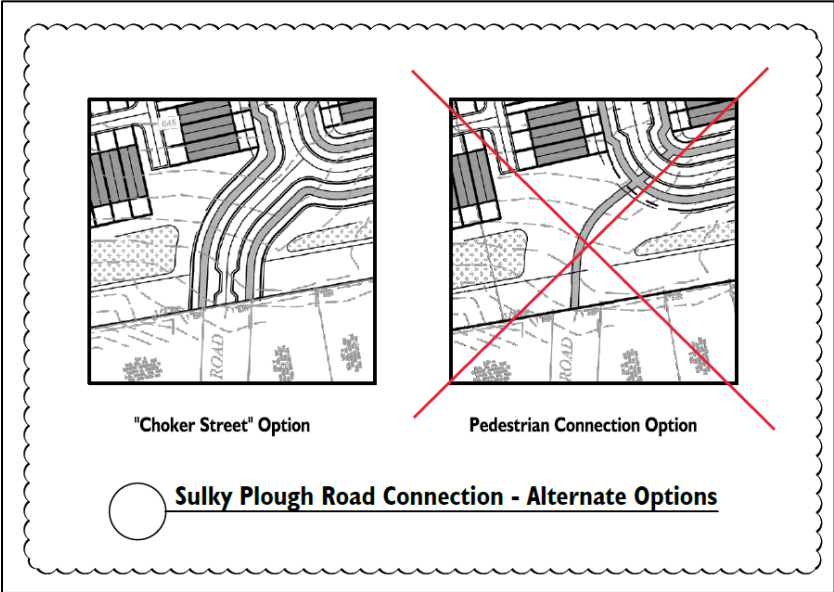 645
ROAD
ROAD
"Choker Street" Option
Pedestrian Connection Option
Sulky Plough Road Connection - Alternate Options